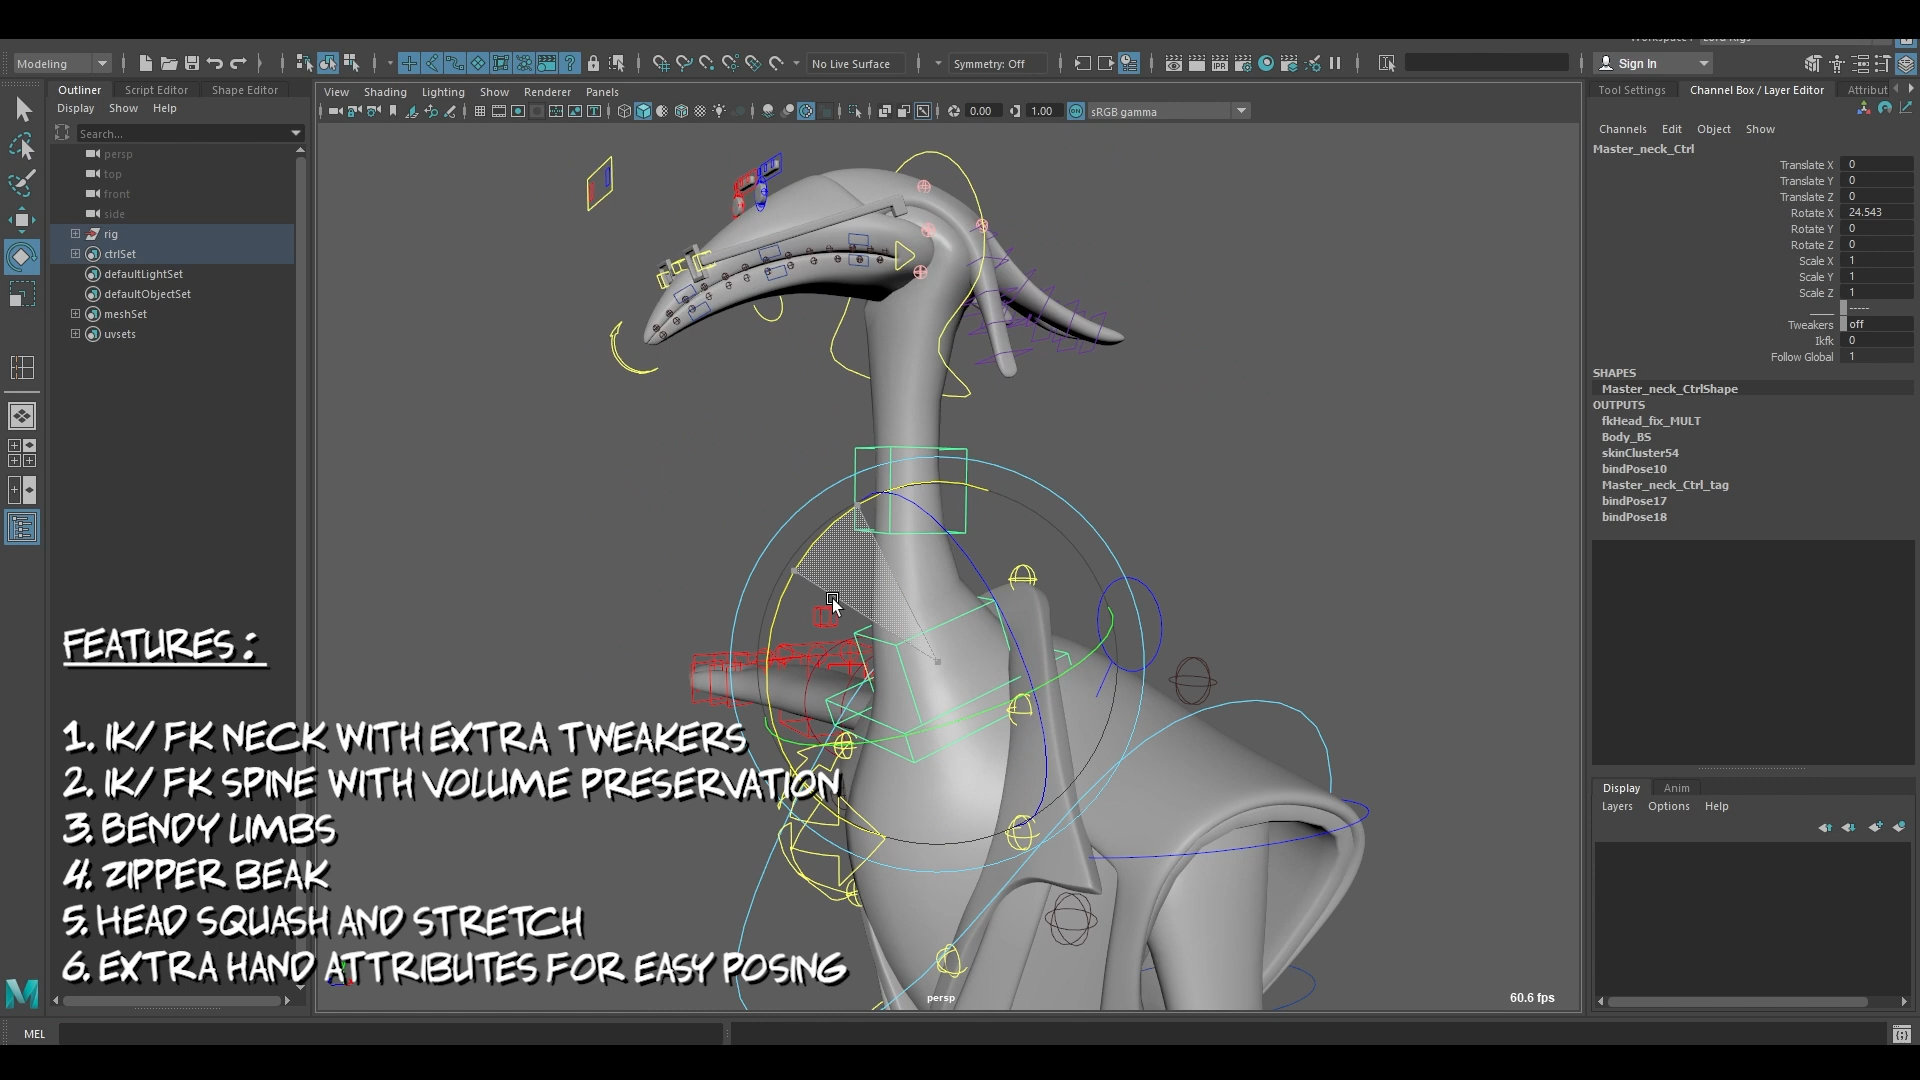 Modeling
No Live Surface
Symmetry: Off
Sign In
Outliner
Script Editor
Shape Editor
Display Show Help
Search...
persp
top
front
side
rig
ctrlSet
defaultLightSet
defaultObjectSet
meshSet
uvsets
View Shading Lighting Show Renderer Panels
0.00
1.00
sRGB gamma
IPR
persp
60.6 fps
FEATURES :
1. IK/ FK NECK WITH EXTRA TWEAKERS
2. IK/ FK SPINE WITH VOLUME PRESERVATION
3. BENDY LIMBS
4. ZIPPER BEAK
5. HEAD SQUASH AND STRETCH
6. EXTRA HAND ATTRIBUTES FOR EASY POSING
Tool Settings
Channel Box / Layer Editor
Attribut
Channels Edit Object Show
Master_neck_Ctrl
Translate X 0
Translate Y 0
Translate Z 0
Rotate X 24.543
Rotate Y 0
Rotate Z 0
Scale X 1
Scale Y 1
Scale Z 1
____ -----
Tweakers off
Ikfk 0
Follow Global 1
SHAPES
Master_neck_CtrlShape
OUTPUTS
fkHead_fix_MULT
Body_BS
skinCluster54
bindPose10
Master_neck_Ctrl_tag
bindPose17
bindPose18
Display Anim
Layers Options Help
MEL